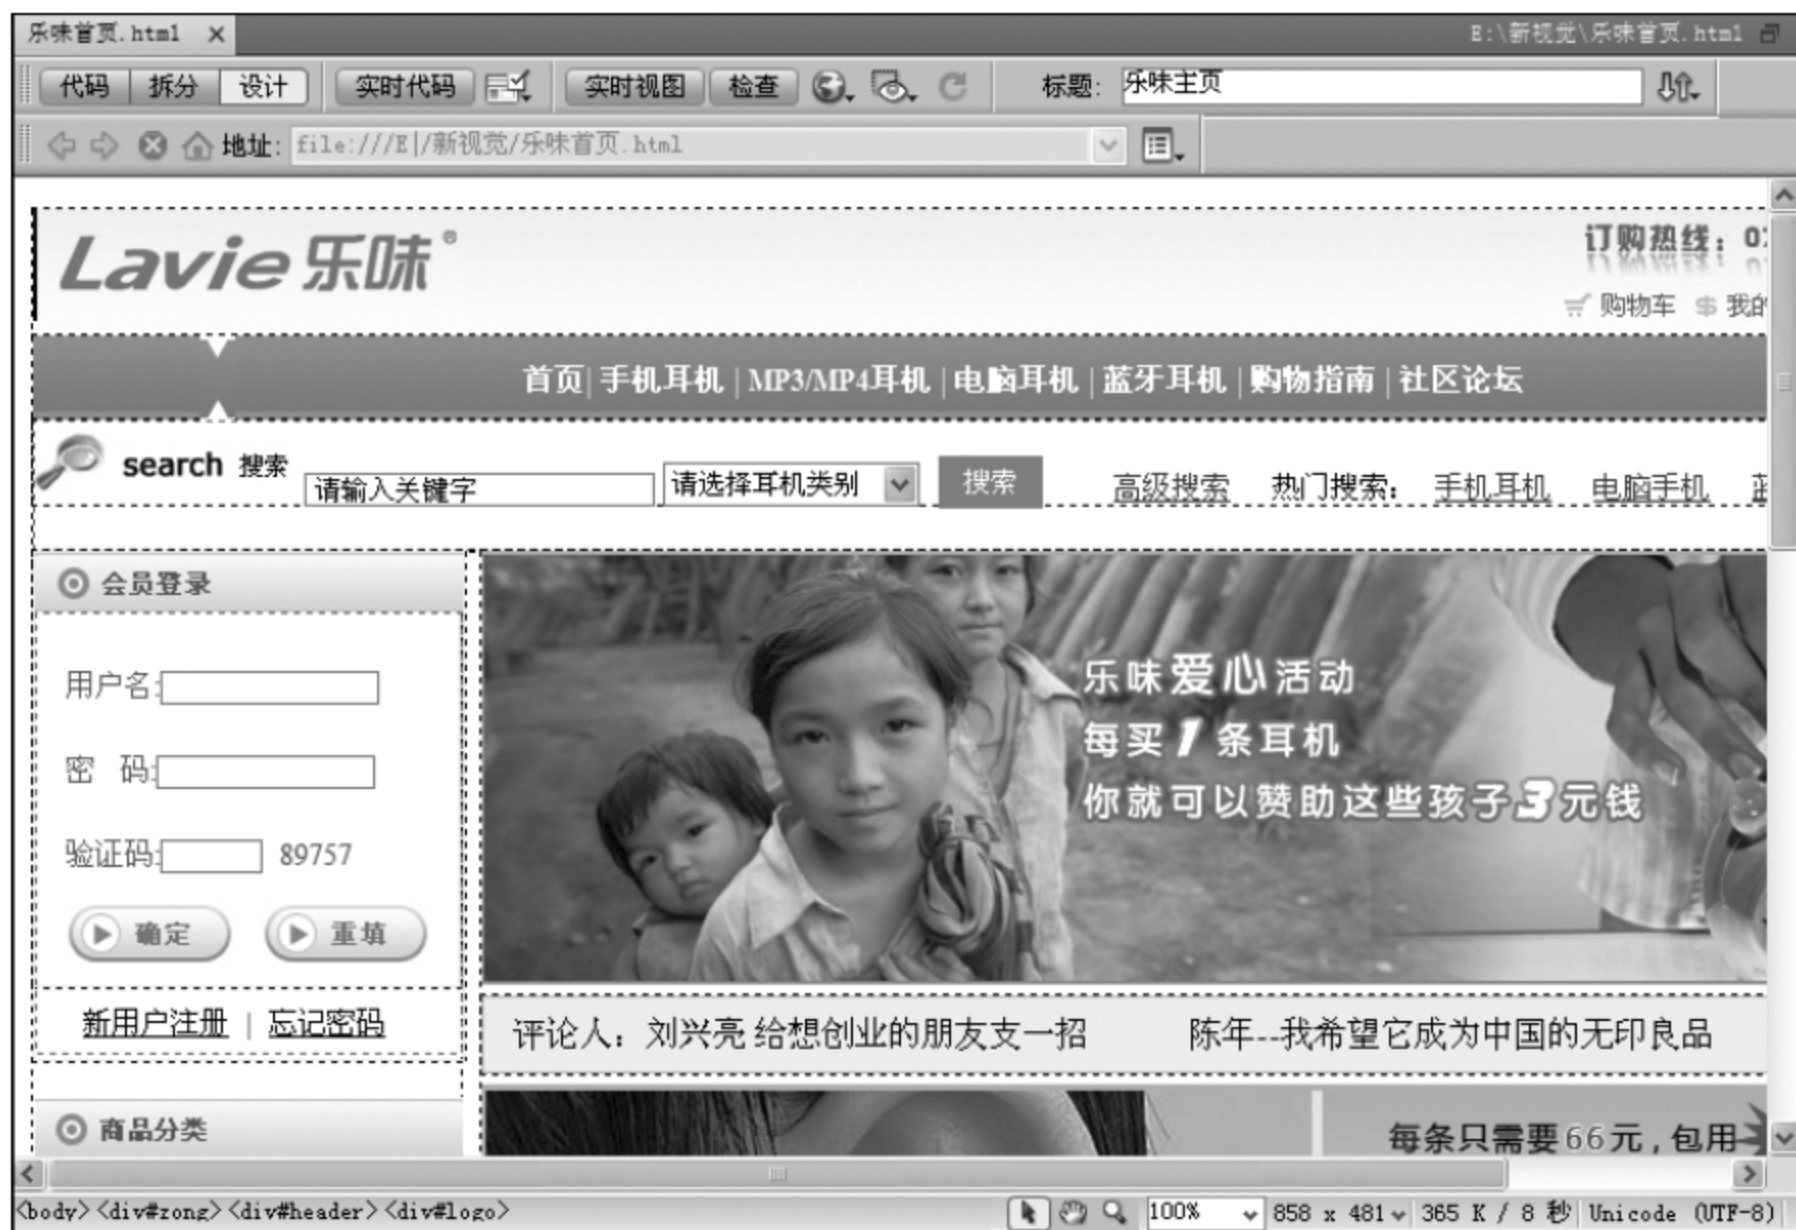 乐味首页.html × E:\新视觉\乐味首页.html
代码 拆分 设计 实时代码 实时视图 检查 标题: 乐味主页
地址: file:///E|/新视觉/乐味首页.html
Lavie乐味® 订购热线: 0
购物车 $ 我的
首页| 手机耳机 | MP3/MP4耳机 | 电脑耳机 | 蓝牙耳机 | 购物指南 | 社区论坛
search 搜索 请输入关键字 请选择耳机类别 搜索 高级搜索 热门搜索: 手机耳机 电脑手机
会员登录
用户名:
密 码:
验证码: 89757
确定 重填
新用户注册 | 忘记密码
商品分类
乐味爱心活动
每买1条耳机
你就可以赞助这些孩子3元钱
评论人: 刘兴亮 给想创业的朋友支一招 陈年--我希望它成为中国的无印良品
每条只需要66元,包用
<body> <div#zong> <div#header> <div#logo> 100% 858 x 481 365 K / 8 秒 Unicode (UTF-8)